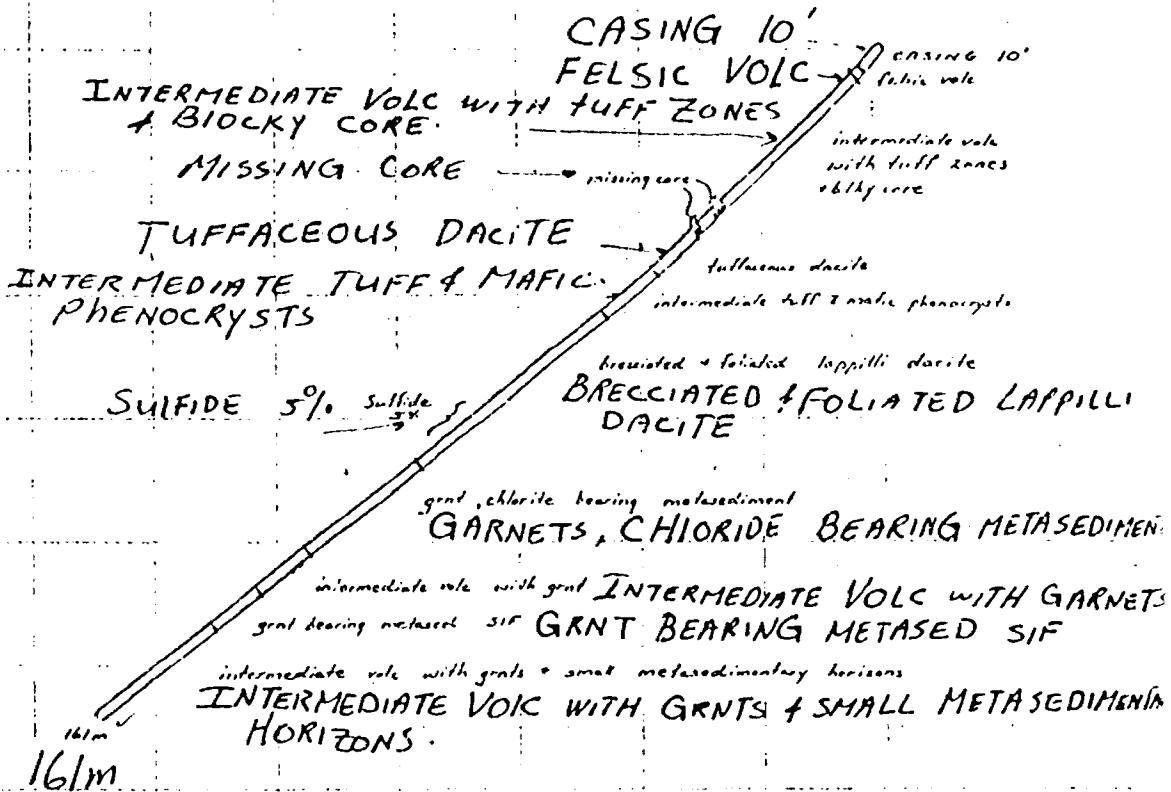 CASING 10'
CASING 10'
FELSIC VOLC
felsic volc
INTERMEDIATE VOLC WITH tUFF ZONES
& BlOCKY CORE.
intermediate volc
with tuff zones
+ blky core
MISSING CORE
missing core
TUFFACEOUS DACITE
tuffaceous dacite
INTERMEDIATE TUFF & MAFIC.
PhENOCRYSTS
intermediate tuff & mafic phenocrysts
brecciated + foliated lappilli dacite
BRECCIATED & FOLIATED LAPPILLI
DACITE
SULFIDE 5%
Sulfide
5%
grnt, chlorite bearing metasediment
GARNETS, CHlORIDE BEARING METASEDIMEN
intermediate volc with grnt
INTERMEDIATE VOLC WITH GARNETS
grnt bearing metased SIF
GRNT BEARING METASED SIF
intermediate volc with grnts + small metasedimentary horizons
INTERMEDIATE VOlC WITH GRNTS & SMALL METASEDIMENTA
HORIZONS.
161m
161m